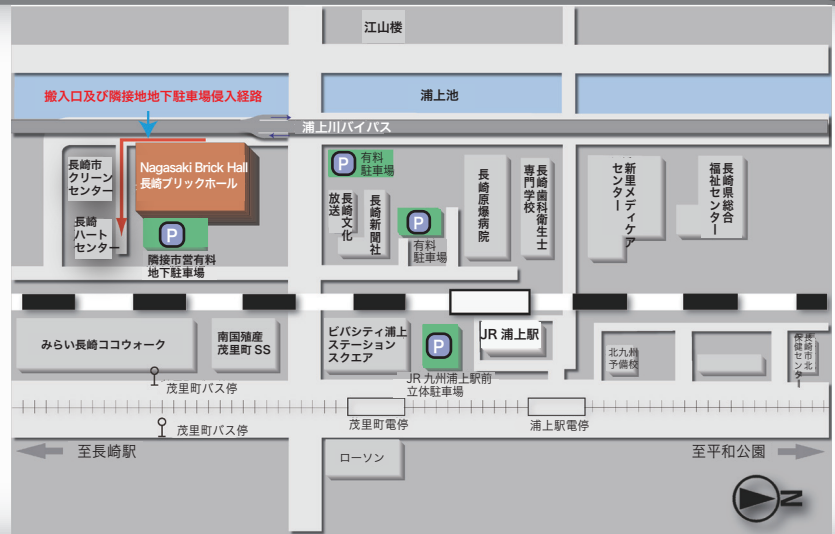 江山楼
搬入口及び隣接地地下駐車場侵入経路
浦上池
浦上川バイパス
長崎市
クリーン
センター
Nagasaki Brick Hall
長崎ブリックホール
長崎
ハート
センター
P
隣接市営有料
地下駐車場
P
有料
駐車場
長崎文化
放送
長崎新聞社
P
有料
駐車場
長崎原爆病院
長崎歯科衛生士
専門学校
新里メディケア
センター
長崎県総合
福祉センター
みらい長崎ココウォーク
南国殖産
茂里町 SS
ビバシティ浦上
ステーション
スクエア
P
JR 九州浦上駅前
立体駐車場
JR 浦上駅
北九州
予備校
長崎市北
保健センター
茂里町バス停
茂里町バス停
茂里町電停
浦上駅電停
至長崎駅
ローソン
至平和公園
N